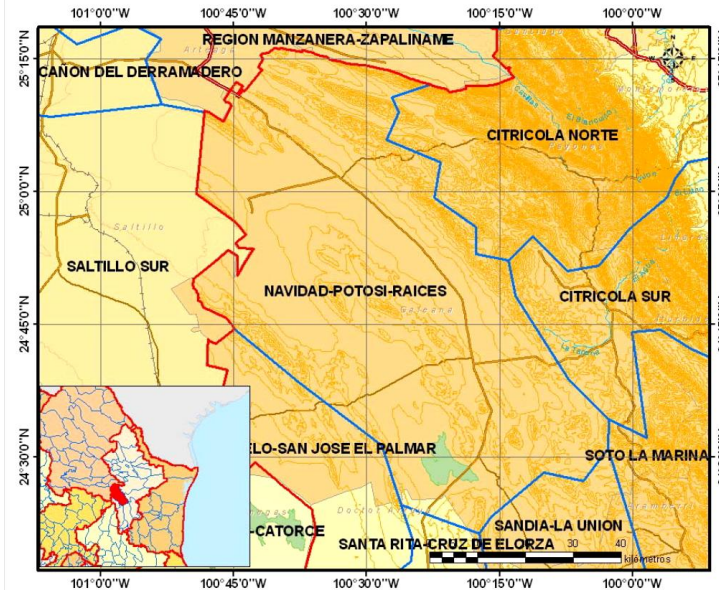 101°0'0"W 100°45'0"W 100°30'0"W 100°15'0"W 100°0'0"W
REGION MANZANERA-ZAPALINAME
Arteaga
25°15'0"N
CAÑON DEL DERRAMADERO
N
W E
S
CITRICOLA NORTE
Rayones
25°0'0"N
Saltillo
SALTILLO SUR
NAVIDAD-POTOSI-RAICES
Galeana
CITRICOLA SUR
24°45'0"N
24°30'0"N
ELO-SAN JOSE EL PALMAR
SOTO LA MARINA
Doctor Arroyo
-CATORCE
SANDIA-LA UNION
SANTA RITA-CRUZ DE ELORZA
30 40
kilómetros
101°0'0"W 100°45'0"W 100°30'0"W 100°15'0"W 100°0'0"W